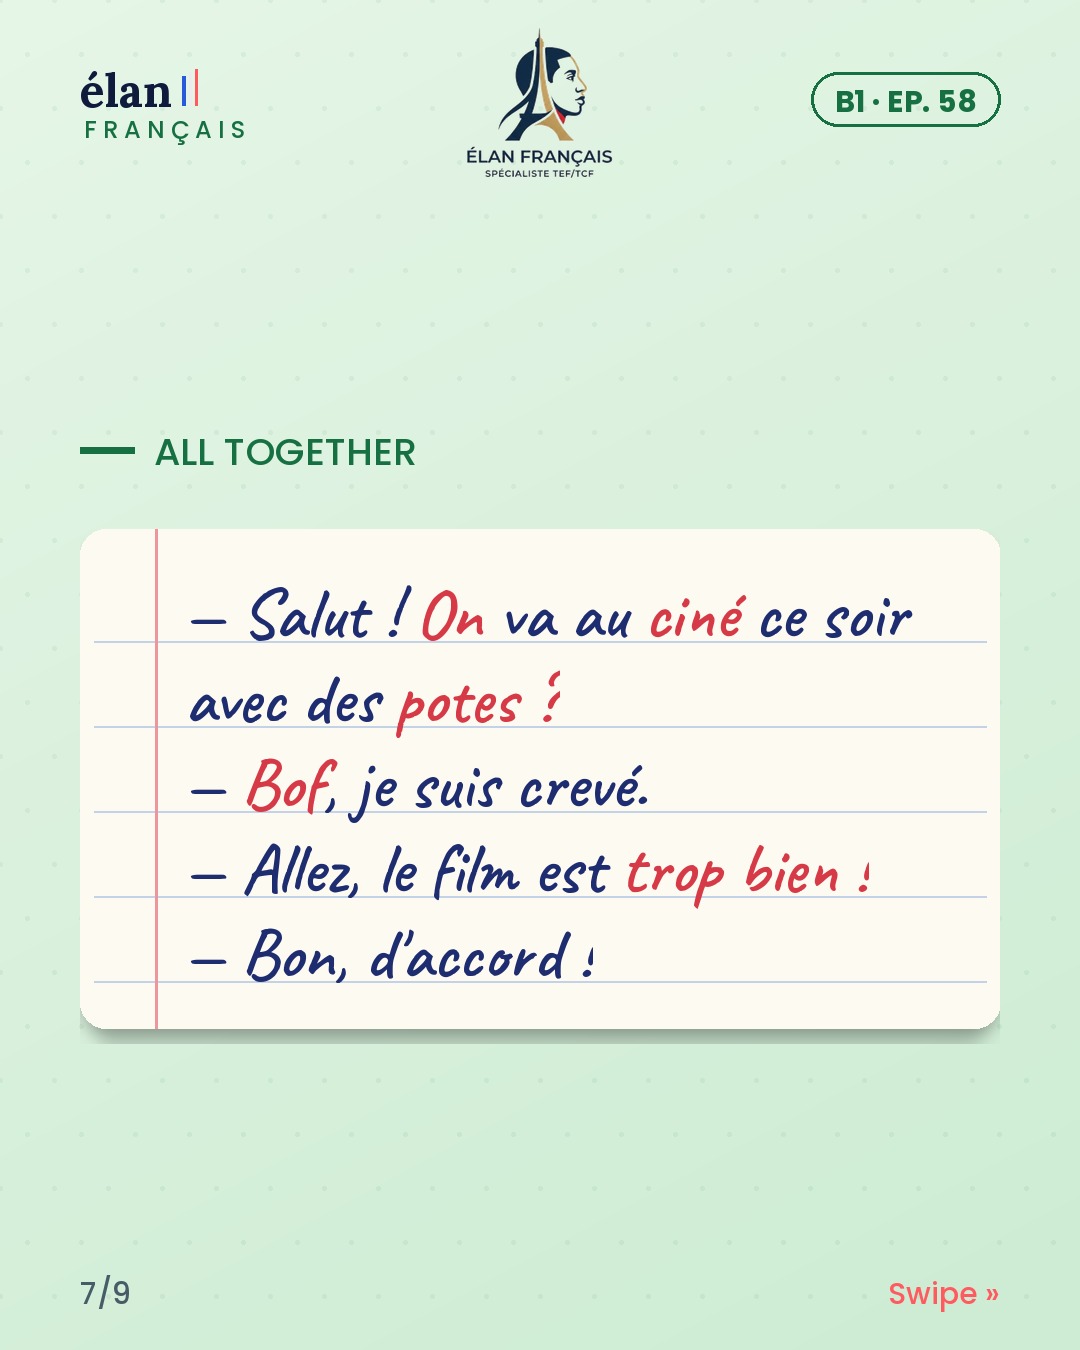 élan
FRANÇAIS
ÉLAN FRANÇAIS
SPÉCIALISTE TEF/TCF
B1 · EP. 58
ALL TOGETHER
— Salut ! On va au ciné ce soir
avec des potes ?
— Bof, je suis crevé.
— Allez, le film est trop bien !
— Bon, d'accord !
7/9
Swipe »